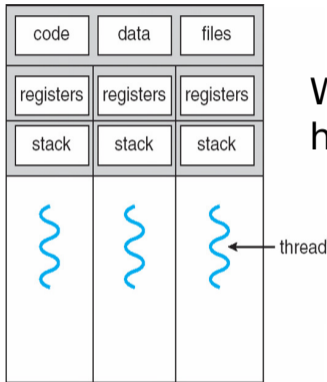 code data files
registers registers registers
stack stack stack
thread